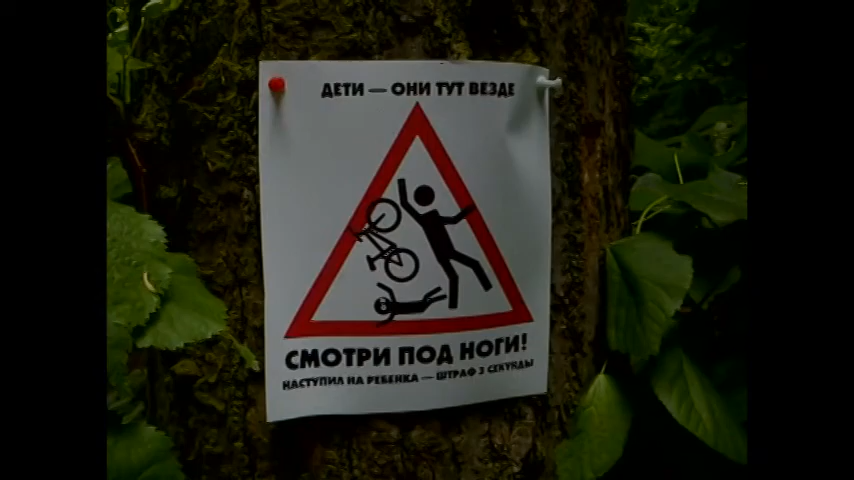 ДЕТИ — ОНИ ТУТ ВЕЗДЕ
СМОТРИ ПОД НОГИ!
НАСТУПИЛ НА РЕБЕНКА — ШТРАФ 3 СЕКУНДЫ